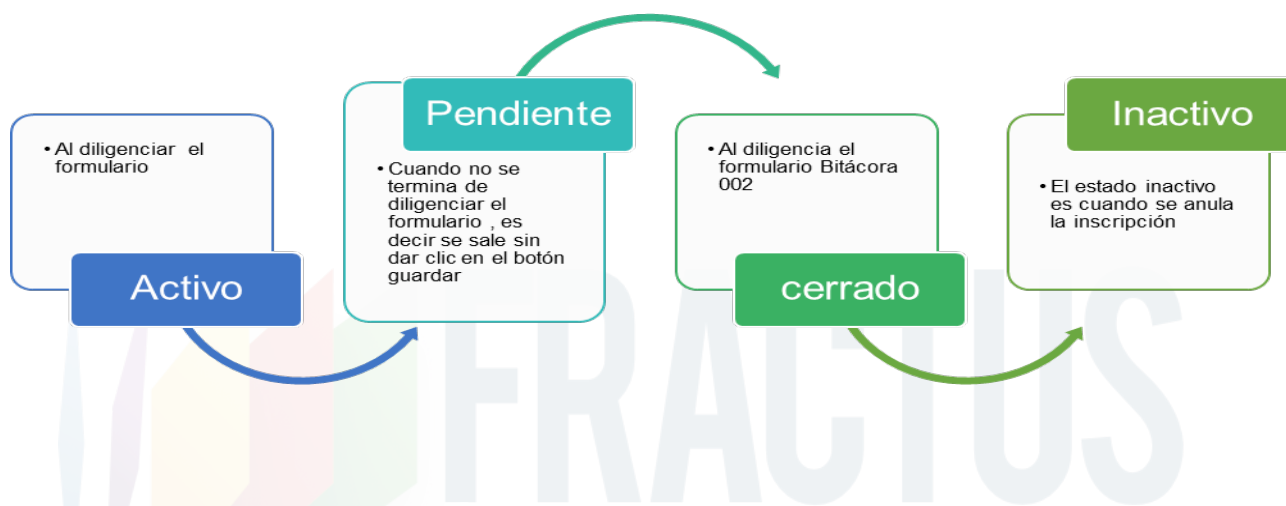 • Al diligenciar el
formulario
Activo
Pendiente
• Cuando no se
termina de
diligenciar el
formulario , es
decir se sale sin
dar clic en el botón
guardar
• Al diligencia el
formulario Bitácora
002
cerrado
Inactivo
• El estado inactivo
es cuando se anula
la inscripción
FRACTUS